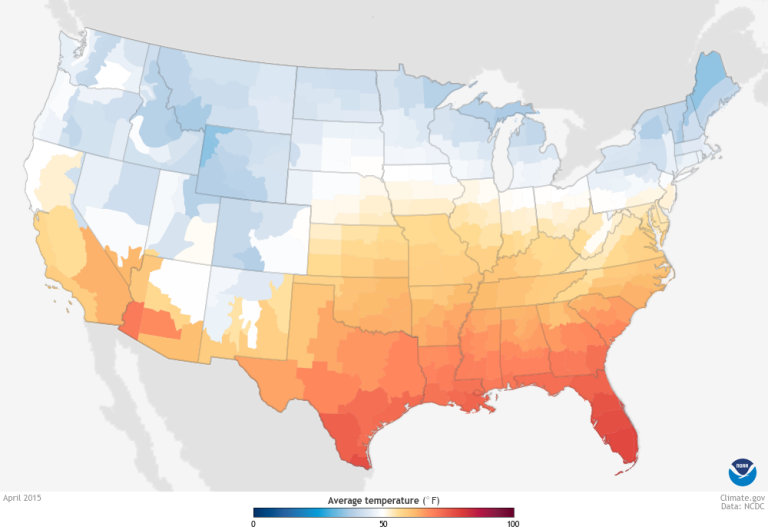 NOAA
April 2015
Average temperature (°F)
Climate.gov
Data: NCDC
0
50
100